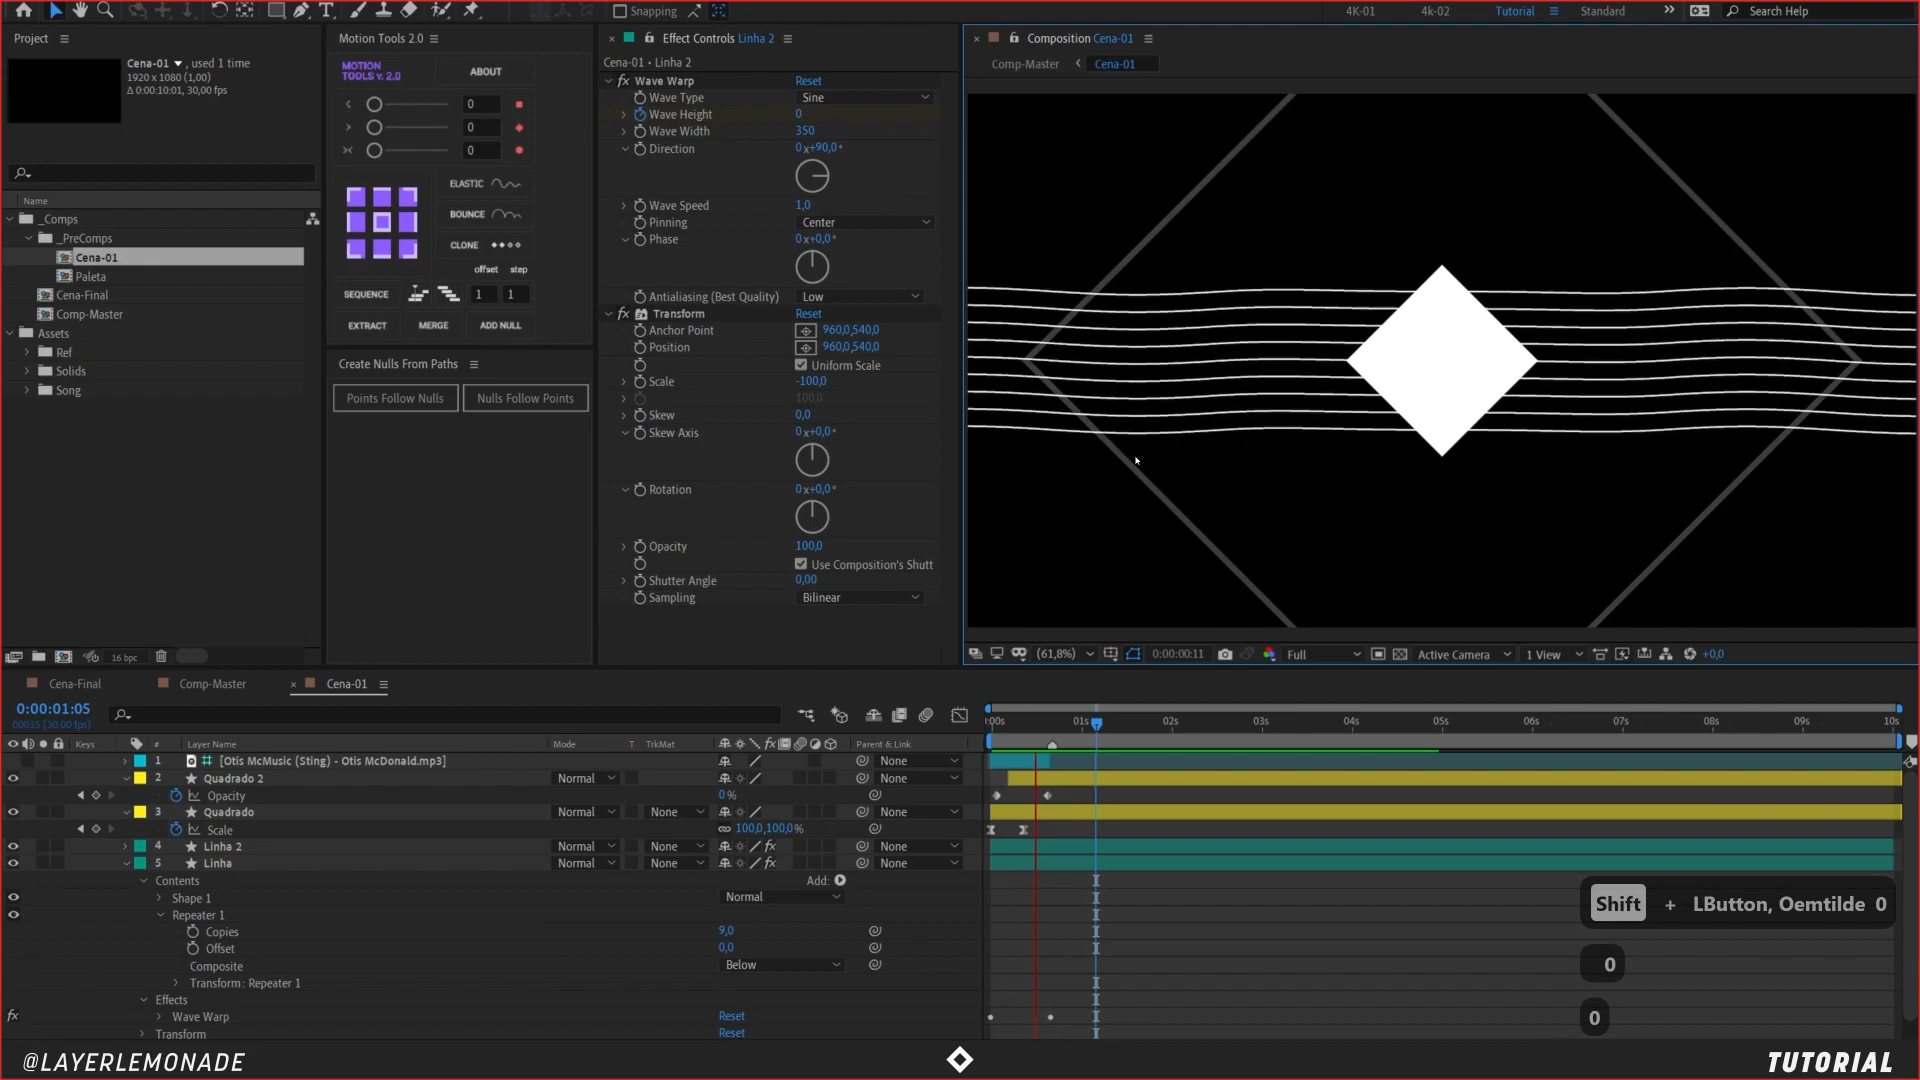 Snapping
4K-01
4k-02
Tutorial
Standard
Search Help
Project
Motion Tools 2.0
Effect Controls Linha 2
Composition Cena-01
Cena-01 , used 1 time
1920 x 1080 (1,00)
Δ 0:00:10:01, 30,00 fps
MOTION
TOOLS v. 2.0
ABOUT
Cena-01 • Linha 2
Comp-Master
Cena-01
fx Wave Warp Reset
Wave Type Sine
Wave Height 0
Wave Width 350
Direction 0x+90,0°
Wave Speed 1,0
Pinning Center
Phase 0x+0,0°
Antialiasing (Best Quality) Low
fx Transform Reset
Anchor Point 960,0,540,0
Position 960,0,540,0
Uniform Scale
Scale -100,0
100,0
Skew 0,0
Skew Axis 0x+0,0°
Rotation 0x+0,0°
Opacity 100,0
Use Composition's Shutt
Shutter Angle 0,00
Sampling Bilinear
0
0
0
ELASTIC
BOUNCE
CLONE
offset step
SEQUENCE 1 1
EXTRACT MERGE ADD NULL
Create Nulls From Paths
Points Follow Nulls Nulls Follow Points
Name
_Comps
_PreComps
Cena-01
Paleta
Cena-Final
Comp-Master
Assets
Ref
Solids
Song
16 bpc
(61,8%) 0:00:00:11 Full Active Camera 1 View +0,0
Cena-Final Comp-Master Cena-01
0:00:01:05
00035 (30.00 fps)
:00s 01s 02s 03s 04s 05s 06s 07s 08s 09s 10s
Keys # Layer Name Mode T TrkMat fx Parent & Link
1 [Otis McMusic (Sting) - Otis McDonald.mp3] None
2 Quadrado 2 Normal None
Opacity 0%
3 Quadrado Normal None None
Scale 100,0,100,0%
4 Linha 2 Normal None fx None
5 Linha Normal None fx None
Contents Add:
Shape 1 Normal
Repeater 1
Copies 9,0
Offset 0,0
Composite Below
Transform: Repeater 1
Effects
fx Wave Warp Reset
Transform Reset
Shift + LButton, Oemtilde 0
0
0
@LAYERLEMONADE
TUTORIAL